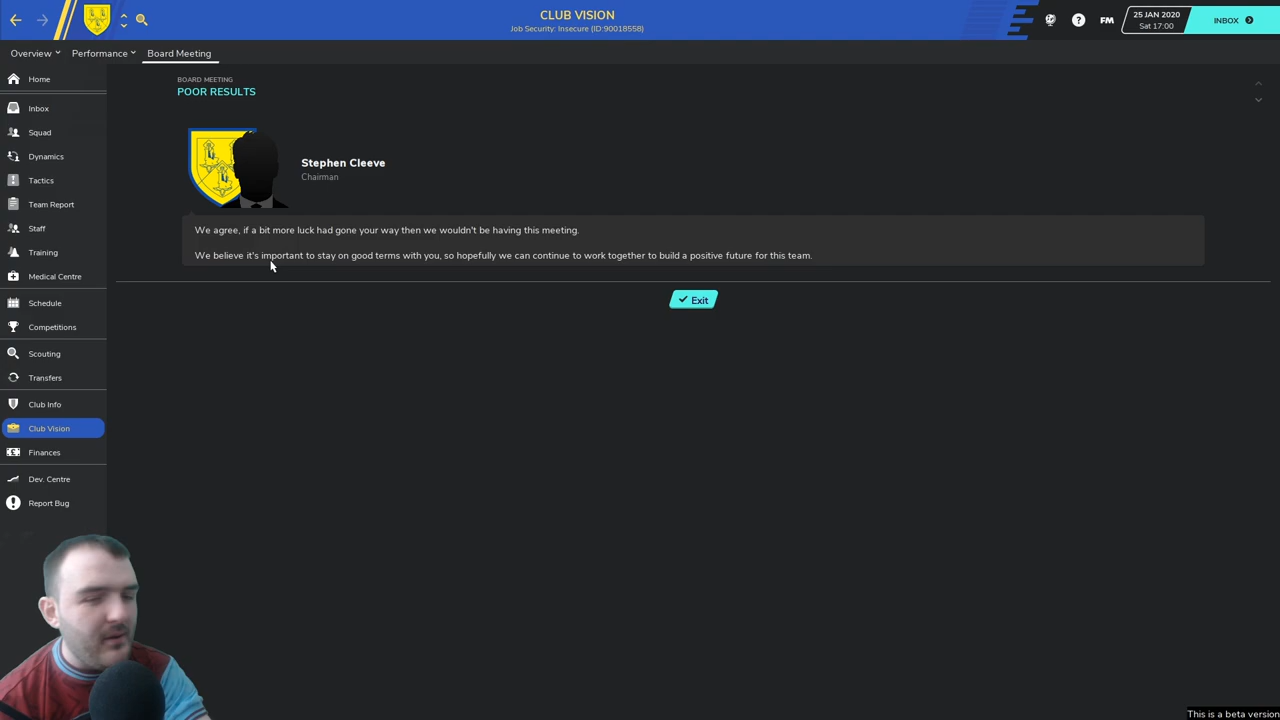 CLUB VISION
Job Security: Insecure (ID:90018558)
FM
25 JAN 2020
Sat 17:00
INBOX
Overview
Performance
Board Meeting
Home
Inbox
Squad
Dynamics
Tactics
Team Report
Staff
Training
Medical Centre
Schedule
Competitions
Scouting
Transfers
Club Info
Club Vision
Finances
Dev. Centre
Report Bug
BOARD MEETING
POOR RESULTS
Stephen Cleeve
Chairman
We agree, if a bit more luck had gone your way then we wouldn't be having this meeting.
We believe it's important to stay on good terms with you, so hopefully we can continue to work together to build a positive future for this team.
Exit
This is a beta version